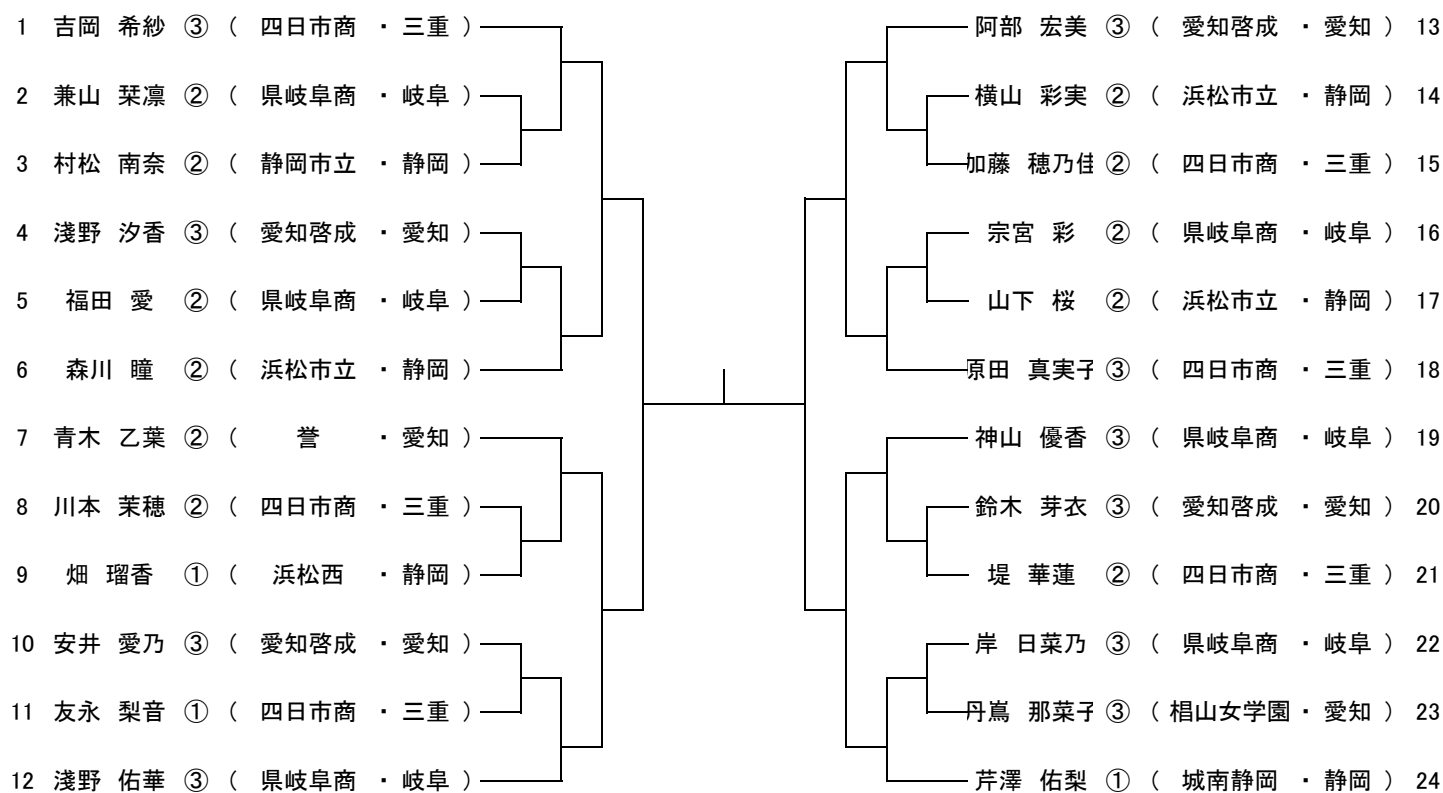 1 吉岡 希紗 ③ ( 四日市商 ・ 三重 )
2 兼山 栞凛 ② ( 県岐阜商 ・ 岐阜 )
3 村松 南奈 ② ( 静岡市立 ・ 静岡 )
4 淺野 汐香 ③ ( 愛知啓成 ・ 愛知 )
5 福田 愛 ② ( 県岐阜商 ・ 岐阜 )
6 森川 瞳 ② ( 浜松市立 ・ 静岡 )
7 青木 乙葉 ② ( 誉 ・ 愛知 )
8 川本 茉穂 ② ( 四日市商 ・ 三重 )
9 畑 瑠香 ① ( 浜松西 ・ 静岡 )
10 安井 愛乃 ③ ( 愛知啓成 ・ 愛知 )
11 友永 梨音 ① ( 四日市商 ・ 三重 )
12 淺野 佑華 ③ ( 県岐阜商 ・ 岐阜 )
阿部 宏美 ③ ( 愛知啓成 ・ 愛知 ) 13
横山 彩実 ② ( 浜松市立 ・ 静岡 ) 14
加藤 穂乃佳 ② ( 四日市商 ・ 三重 ) 15
宗宮 彩 ② ( 県岐阜商 ・ 岐阜 ) 16
山下 桜 ② ( 浜松市立 ・ 静岡 ) 17
原田 真実子 ③ ( 四日市商 ・ 三重 ) 18
神山 優香 ③ ( 県岐阜商 ・ 岐阜 ) 19
鈴木 芽衣 ③ ( 愛知啓成 ・ 愛知 ) 20
堤 華蓮 ② ( 四日市商 ・ 三重 ) 21
岸 日菜乃 ③ ( 県岐阜商 ・ 岐阜 ) 22
丹嶌 那菜子 ③ ( 椙山女学園 ・ 愛知 ) 23
芹澤 佑梨 ① ( 城南静岡 ・ 静岡 ) 24